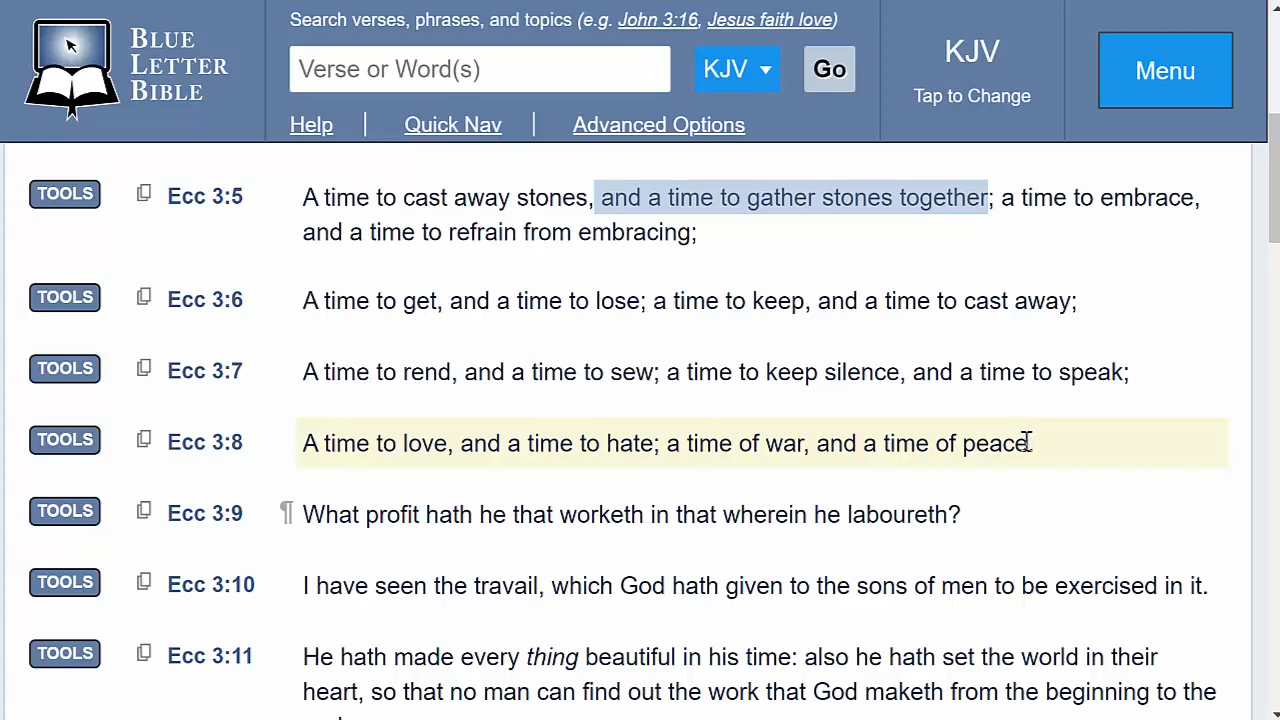 Search verses, phrases, and topics (e.g. John 3:16, Jesus faith love)
BLUE
LETTER
BIBLE
Verse or Word(s)
KJV
Go
KJV
Tap to Change
Menu
Help
Quick Nav
Advanced Options
TOOLS Ecc 3:5 A time to cast away stones, and a time to gather stones together; a time to embrace,
and a time to refrain from embracing;
TOOLS Ecc 3:6 A time to get, and a time to lose; a time to keep, and a time to cast away;
TOOLS Ecc 3:7 A time to rend, and a time to sew; a time to keep silence, and a time to speak;
TOOLS Ecc 3:8 A time to love, and a time to hate; a time of war, and a time of peace
TOOLS Ecc 3:9 ¶ What profit hath he that worketh in that wherein he laboureth?
TOOLS Ecc 3:10 I have seen the travail, which God hath given to the sons of men to be exercised in it.
TOOLS Ecc 3:11 He hath made every thing beautiful in his time: also he hath set the world in their
heart, so that no man can find out the work that God maketh from the beginning to the